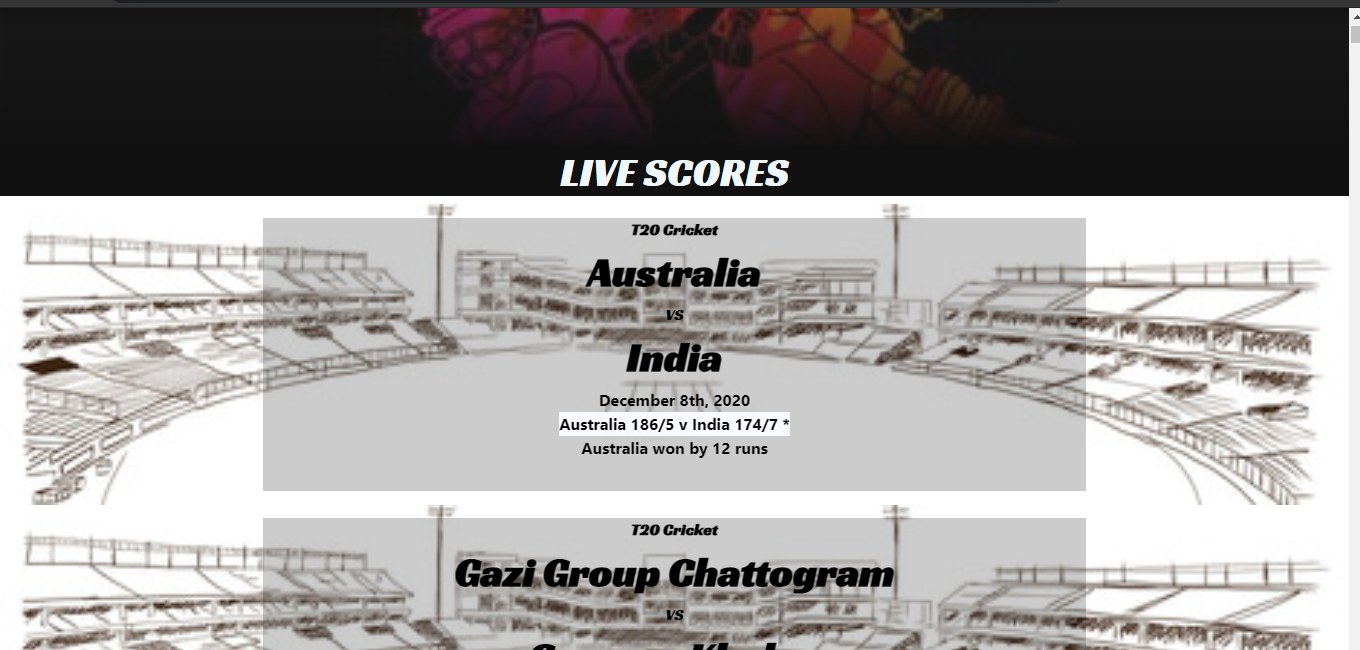 LIVE SCORES
T20 Cricket
Australia
vs
India
December 8th, 2020
Australia 186/5 v India 174/7 *
Australia won by 12 runs
T20 Cricket
Gazi Group Chattogram
vs